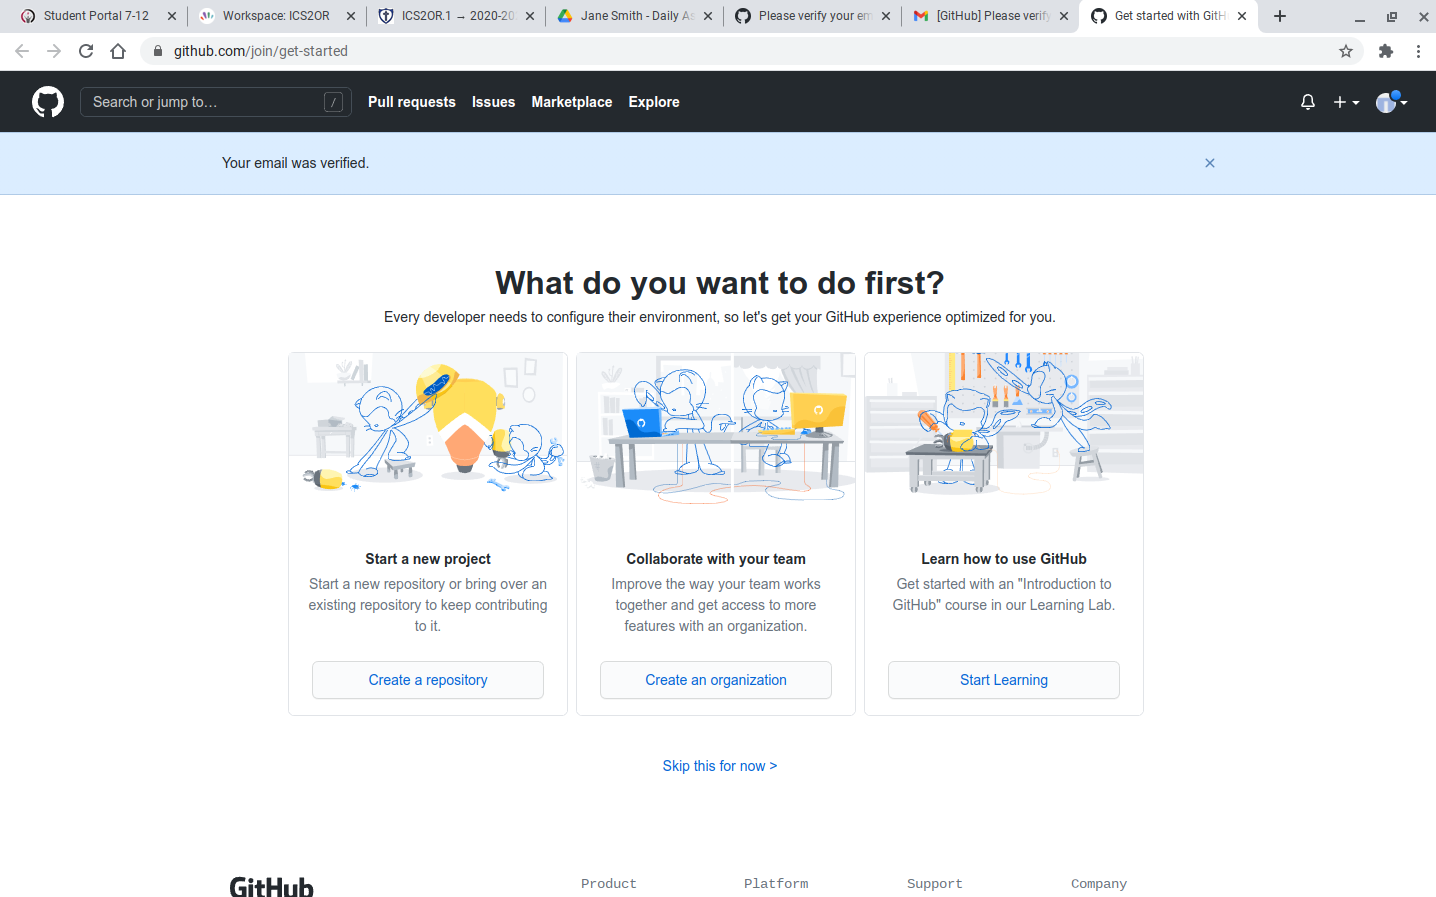 Student Portal 7-12
Workspace: ICS2OR
ICS2OR.1 → 2020-20
Jane Smith - Daily As
Please verify your em
[GitHub] Please verify
Get started with GitH
github.com/join/get-started
Search or jump to…
/
Pull requests
Issues
Marketplace
Explore
Your email was verified.
What do you want to do first?
Every developer needs to configure their environment, so let's get your GitHub experience optimized for you.
Start a new project
Start a new repository or bring over an
existing repository to keep contributing
to it.
Create a repository
Collaborate with your team
Improve the way your team works
together and get access to more
features with an organization.
Create an organization
Learn how to use GitHub
Get started with an "Introduction to
GitHub" course in our Learning Lab.
Start Learning
Skip this for now >
GitHub
Product
Platform
Support
Company